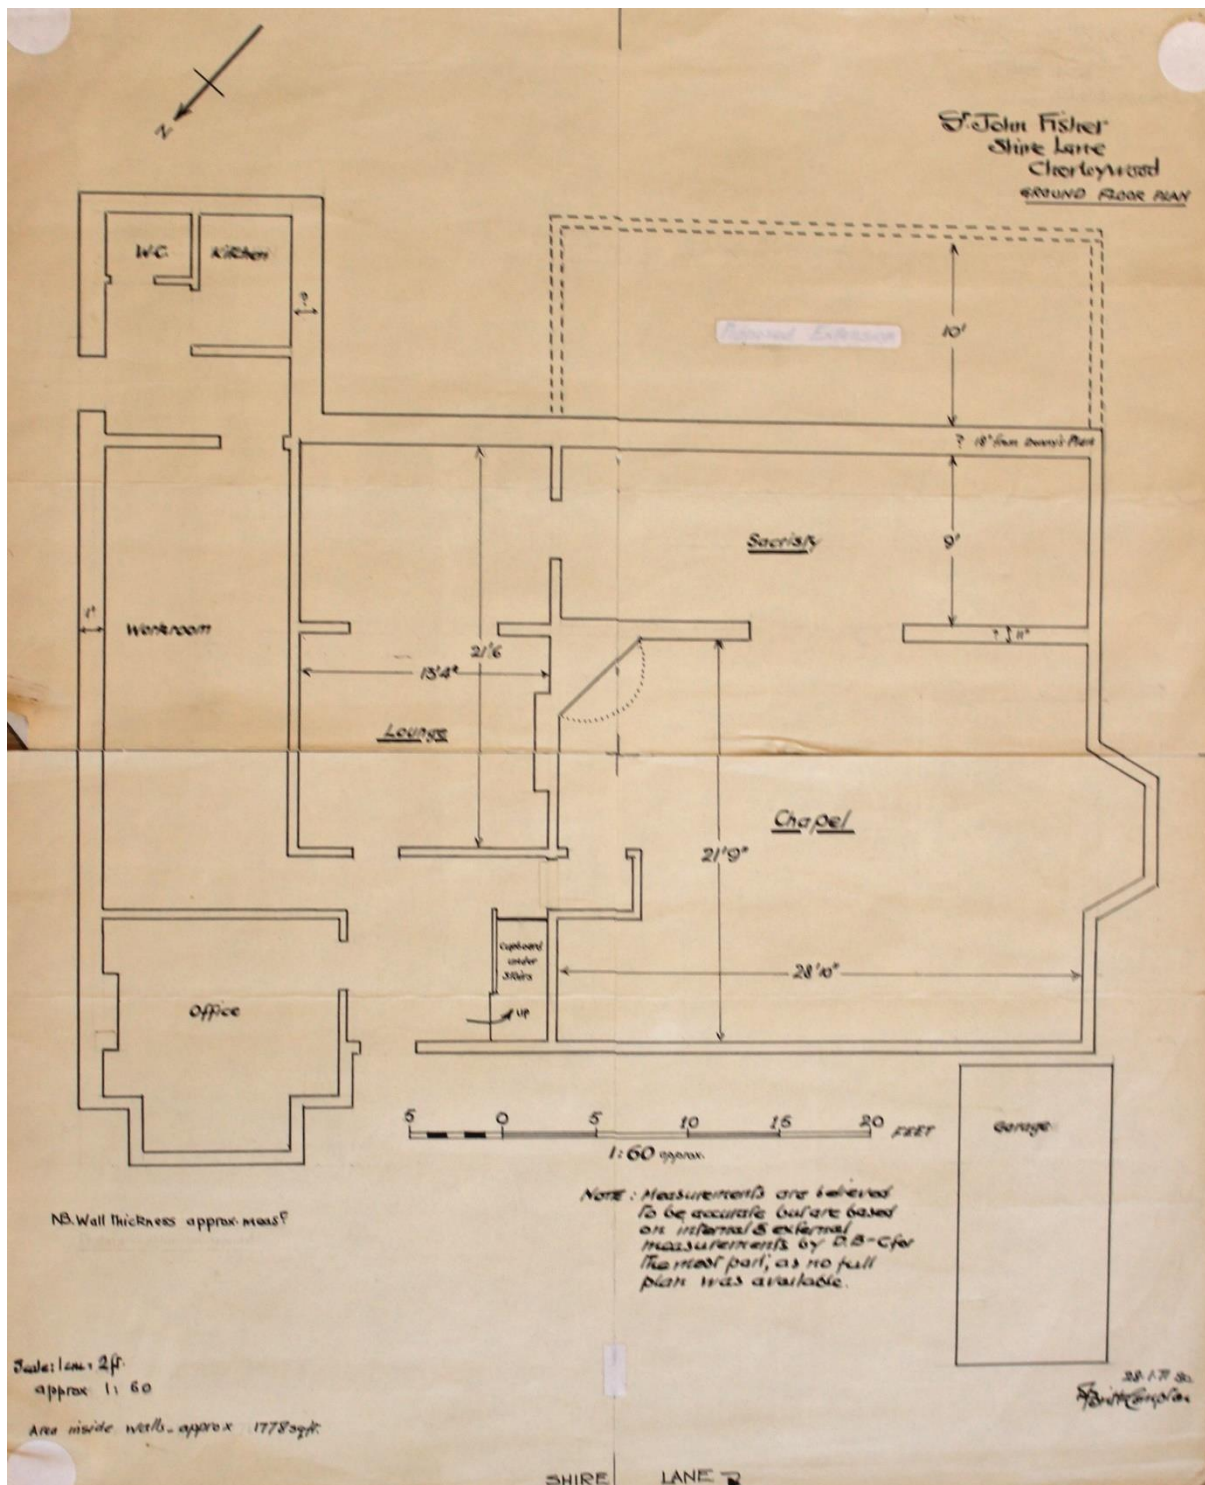 N
St. John Fisher
Shire Lane
Chorleywood
GROUND FLOOR PLAN
W.C.
Kitchen
?
Proposed Extension
10'
? 18" from Denny's Plan
Sacristy
9'
? 11"
1'
Workroom
21'6
13'4"
Lounge
Chapel
21'9"
Cupboard
under
Stairs
UP
28'10"
Office
5 0 5 10 15 20 FEET
1:60 approx.
Garage
NOTE: Measurements are believed
to be accurate but are based
on internal & external
measurements by D.B-C for
the most part, as no full
plan was available.
NB. Wall thickness approx. meas?
Scale: 1cm = 2ft.
approx 1: 60
Area inside walls - approx 1778 sq ft.
SHIRE LANE